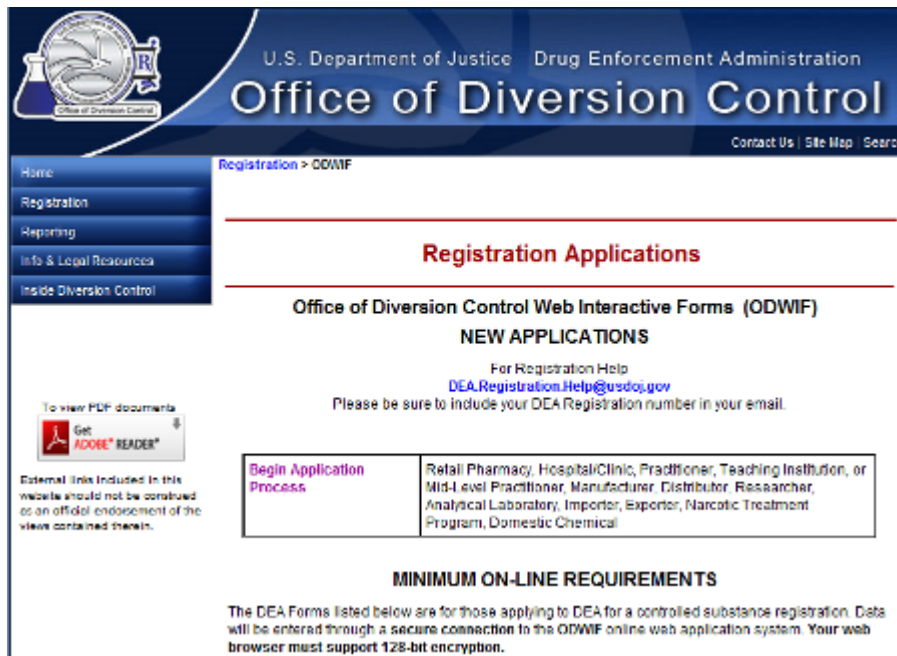 U.S. Department of Justice Drug Enforcement Administration
Office of Diversion Control
R
Office of Diversion Control
Contact Us | Site Map | Searc
Home
Registration
Reporting
Info & Legal Resources
Inside Diversion Control
To view PDF documents
Get
ADOBE® READER®
External links included in this
website should not be construed
as an official endorsement of the
views contained therein.
Registration > ODWIF
Registration Applications
Office of Diversion Control Web Interactive Forms (ODWIF)
NEW APPLICATIONS
For Registration Help
DEA.Registration.Help@usdoj.gov
Please be sure to include your DEA Registration number in your email.
Begin Application
Process
Retail Pharmacy, Hospital/Clinic, Practitioner, Teaching Institution, or
Mid-Level Practitioner, Manufacturer, Distributor, Researcher,
Analytical Laboratory, Importer, Exporter, Narcotic Treatment
Program, Domestic Chemical
MINIMUM ON-LINE REQUIREMENTS
The DEA Forms listed below are for those applying to DEA for a controlled substance registration. Data
will be entered through a secure connection to the ODWIF online web application system. Your web
browser must support 128-bit encryption.